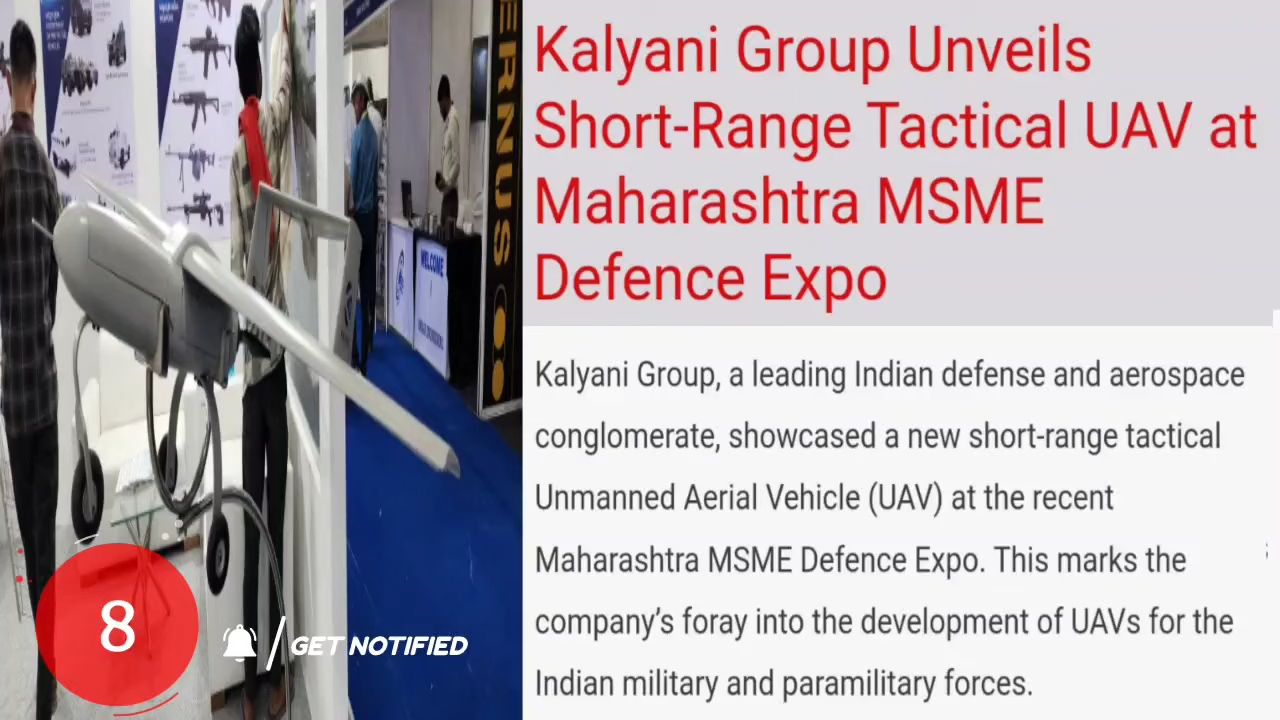 Kalyani Group Unveils
Short-Range Tactical UAV at
Maharashtra MSME
Defence Expo
Kalyani Group, a leading Indian defense and aerospace
conglomerate, showcased a new short-range tactical
Unmanned Aerial Vehicle (UAV) at the recent
Maharashtra MSME Defence Expo. This marks the
company's foray into the development of UAVs for the
Indian military and paramilitary forces.
ERNUS
WELCOME
8
GET NOTIFIED